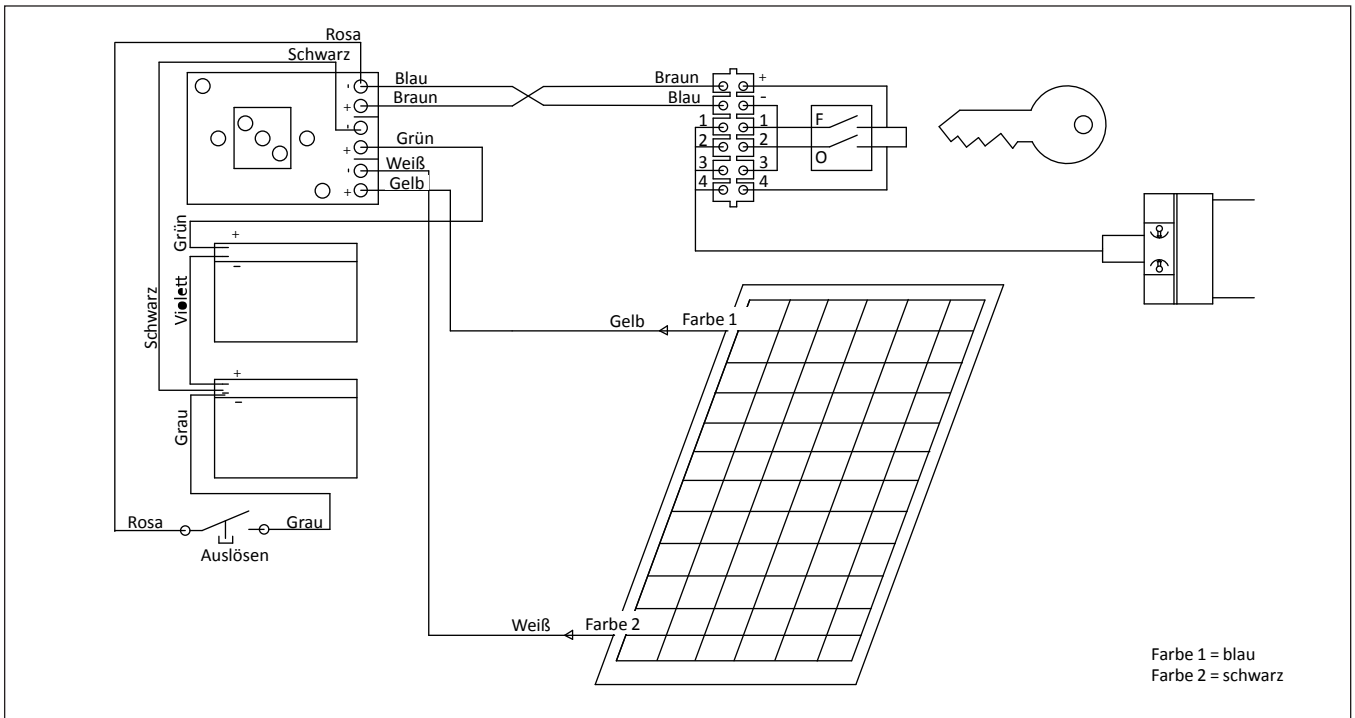 Rosa
Schwarz
Blau
Braun
Braun
Blau
- + - + - +
Grün
Weiß
Gelb
+
-
1 1 F
2 2 O
3 3
4 4
Grün
+
−
Violett
Schwarz
+
−
Grau
Rosa
Grau
Auslösen
Gelb
Farbe 1
Weiß
Farbe 2
Farbe 1 = blau
Farbe 2 = schwarz